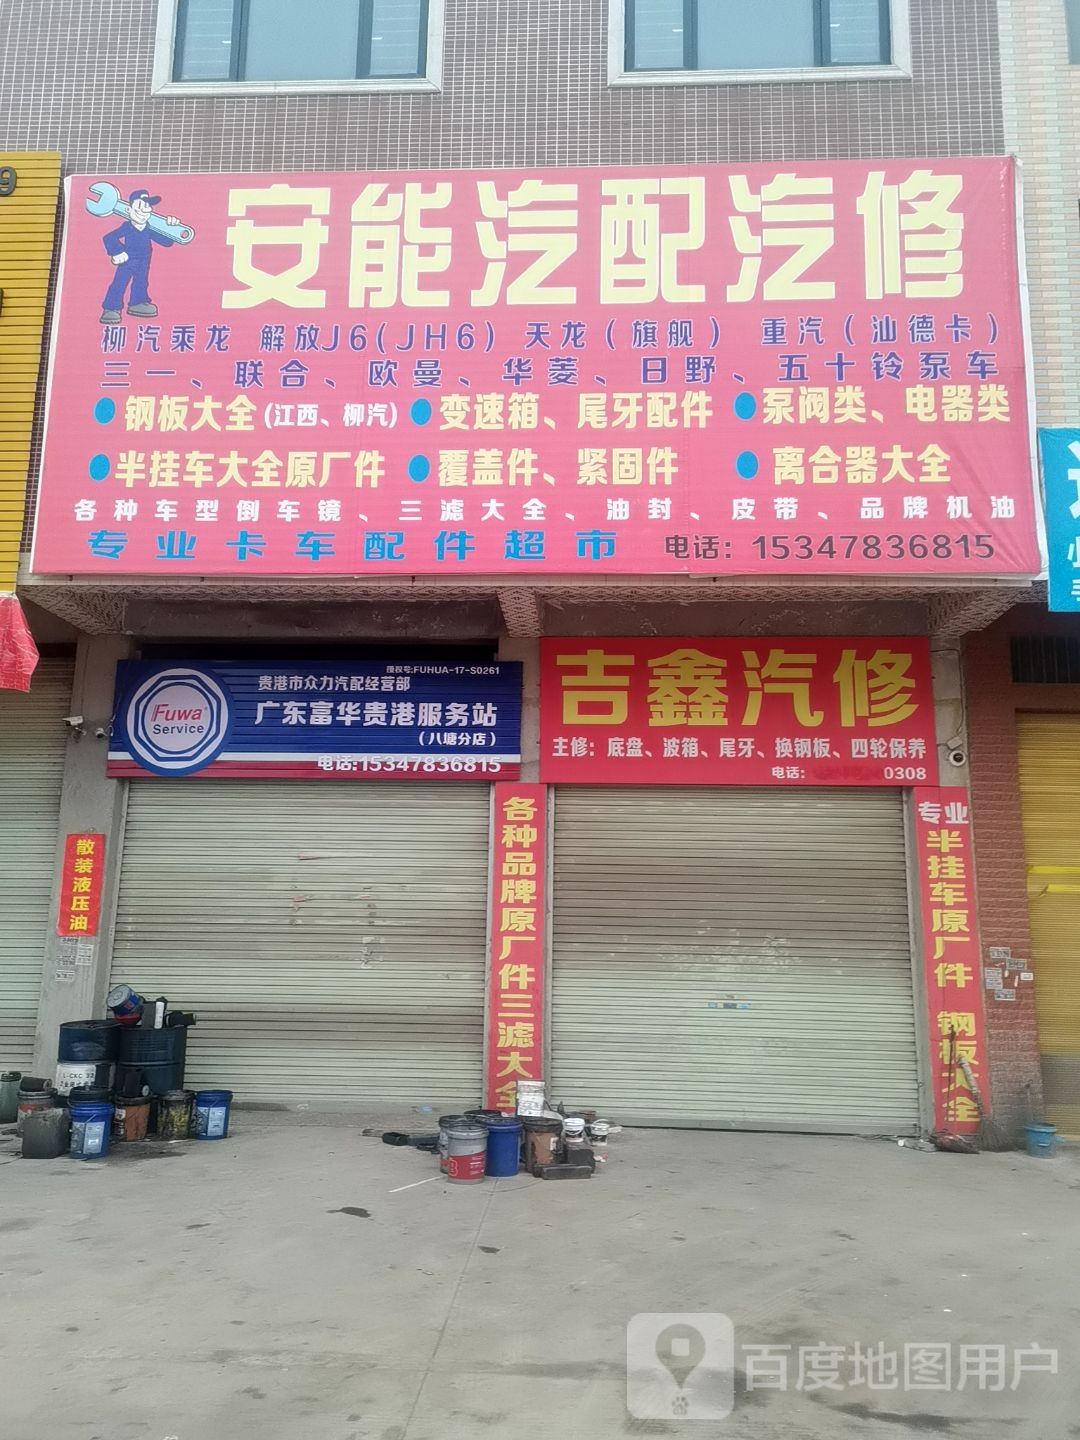 安能汽配汽修
柳汽乘龙 解放J6(JH6) 天龙(旗舰) 重汽(汕德卡)
三一、联合、欧曼、华菱、日野、五十铃泵车
钢板大全(江西、柳汽) 变速箱、尾牙配件 泵阀类、电器类
半挂车大全原厂件 覆盖件、紧固件 离合器大全
各种车型倒车镜、三滤大全、油封、皮带、品牌机油
专业卡车配件超市 电话：15347836815
授权号:FUHUA-17-S0261
贵港市众力汽配经营部
Fuwa
Service
广东富华贵港服务站
(八塘分店)
电话:15347836815
吉鑫汽修
主修：底盘、波箱、尾牙、换钢板、四轮保养
电话： 0308
散装液压油
各种品牌原厂件三滤大全
专业
半挂车原厂件 钢板大全
L-CKC 32
9
百度地图用户